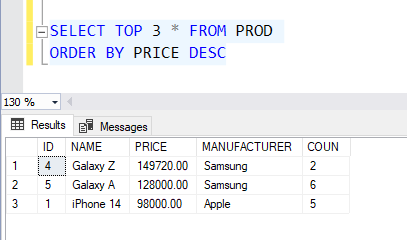 SELECT TOP 3 * FROM PROD
ORDER BY PRICE DESC
130 %
Results Messages
ID NAME PRICE MANUFACTURER COUN
1 4 Galaxy Z 149720.00 Samsung 2
2 5 Galaxy A 128000.00 Samsung 6
3 1 iPhone 14 98000.00 Apple 5